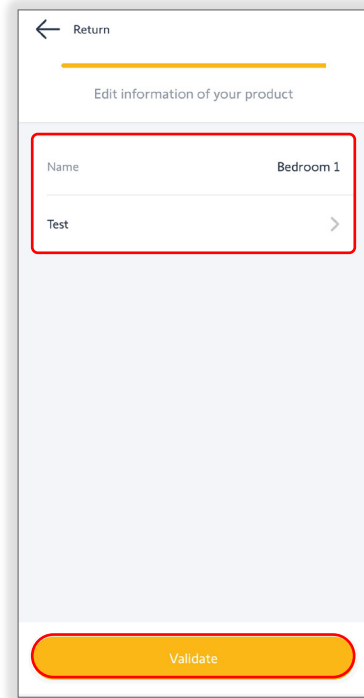 Return
Edit information of your product
Name Bedroom 1
Test
Validate